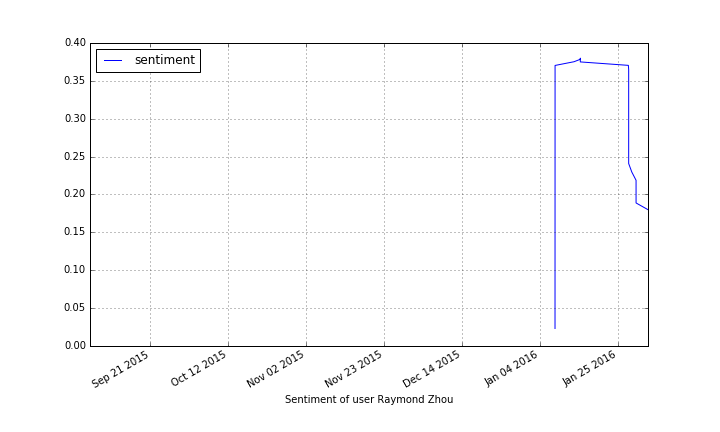 0.40
sentiment
0.35
0.30
0.25
0.20
0.15
0.10
0.05
0.00
Sep 21 2015
Oct 12 2015
Nov 02 2015
Nov 23 2015
Dec 14 2015
Jan 04 2016
Jan 25 2016
Sentiment of user Raymond Zhou